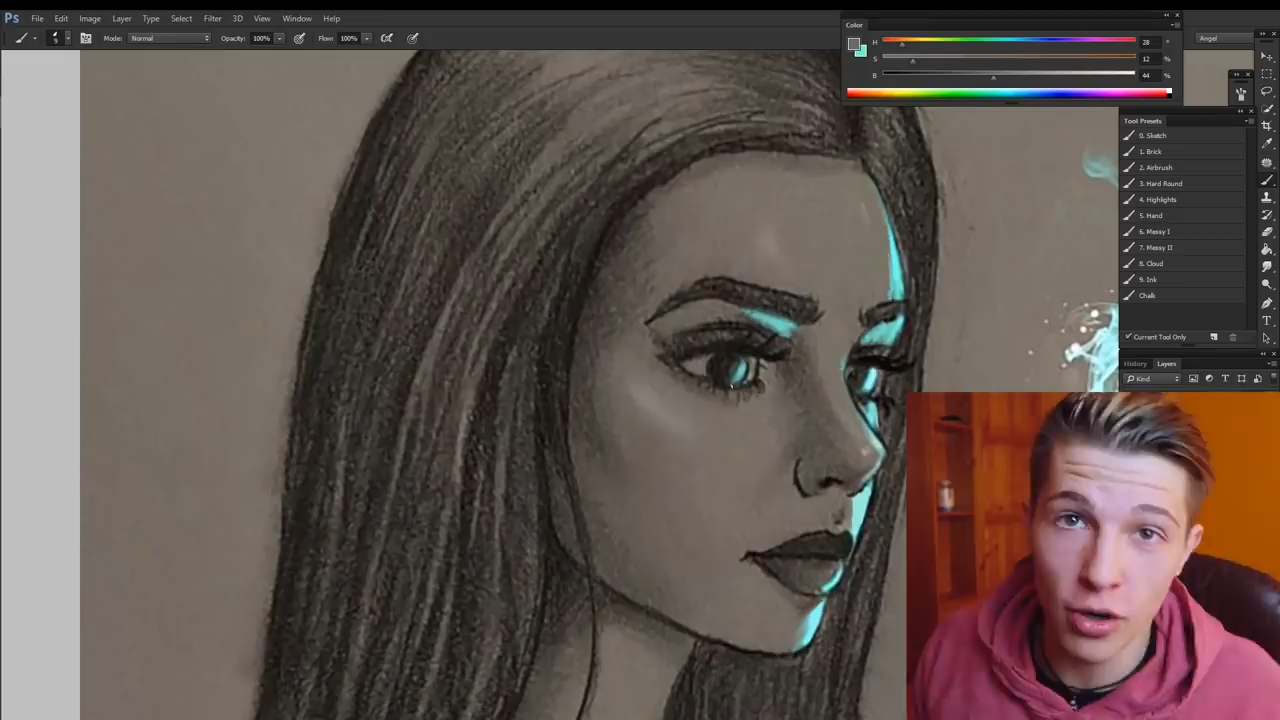 Ps File Edit Image Layer Type Select Filter 3D View Window Help
Mode: Normal Opacity: 100% Flow: 100%
Color
H 28 °
S 12 %
B 44 %
Angel
Tool Presets
0. Sketch
1. Brick
2. Airbrush
3. Hard Round
4. Highlights
5. Hand
6. Messy I
7. Messy II
8. Cloud
9. Ink
Chalk
Current Tool Only
History Layers
Kind